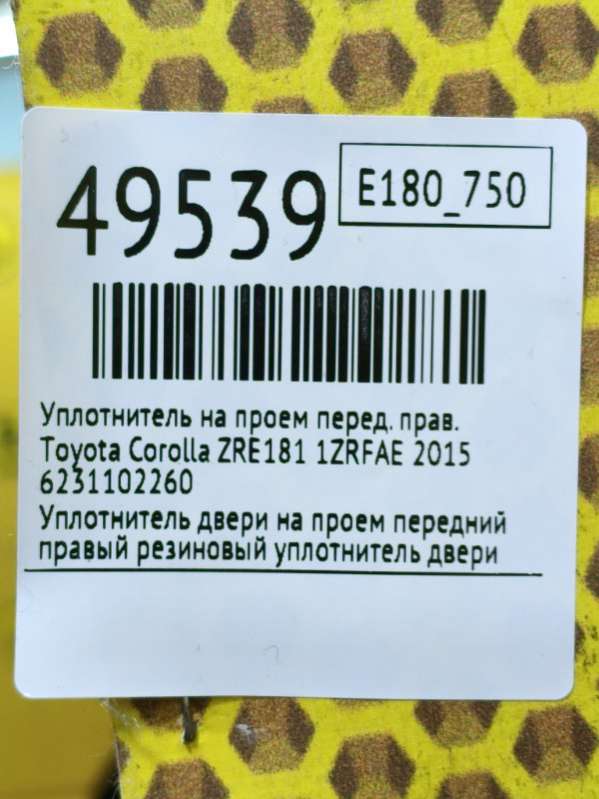 49539
E180_750
Уплотнитель на проем перед. прав.
Toyota Corolla ZRE181 1ZRFAE 2015
6231102260
Уплотнитель двери на проем передний
правый резиновый уплотнитель двери